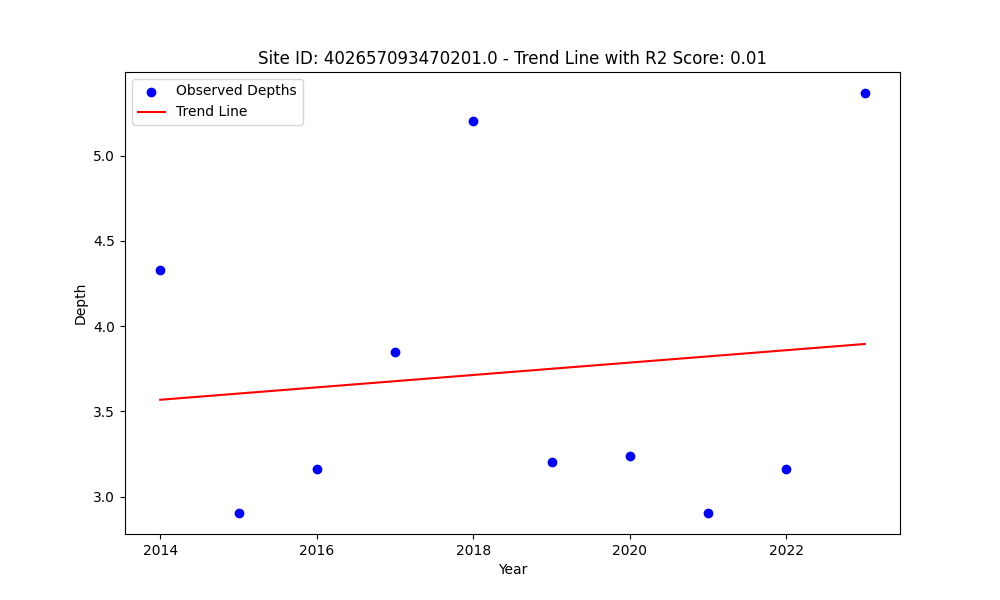 Site ID: 402657093470201.0 - Trend Line with R2 Score: 0.01
Observed Depths
Trend Line
5.0
4.5
4.0
3.5
3.0
Depth
2014
2016
2018
2020
2022
Year